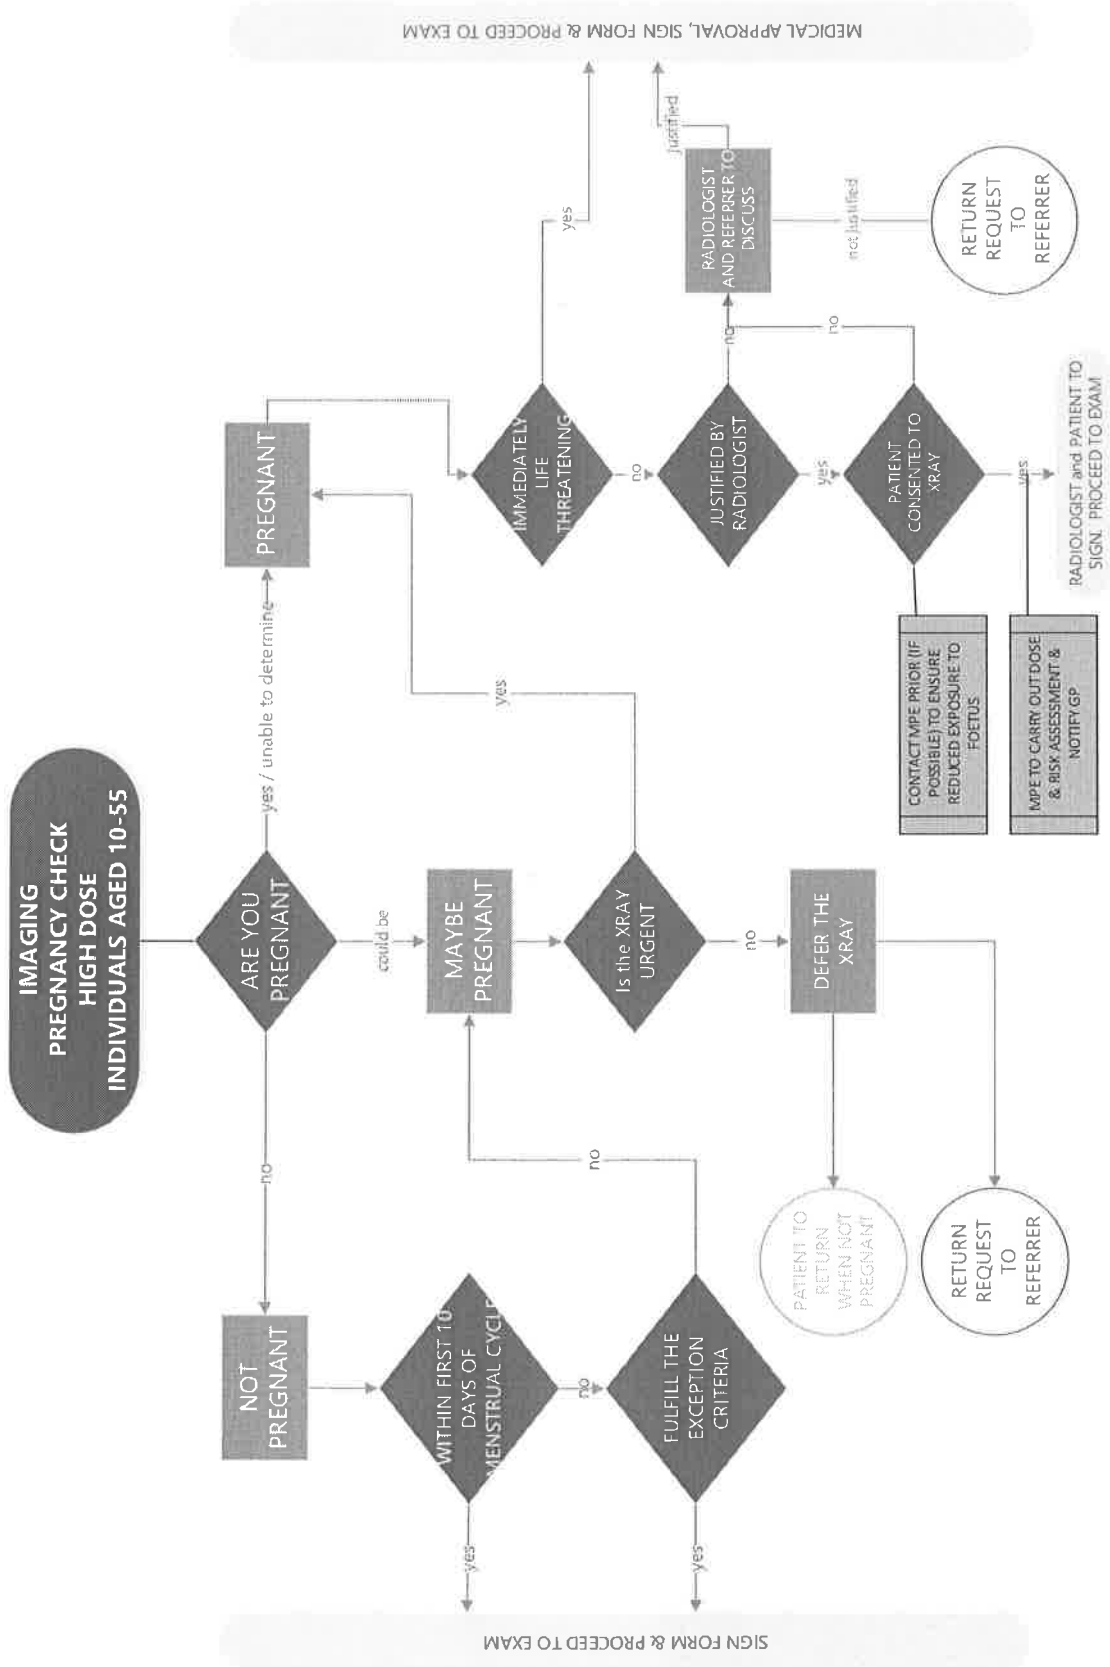 IMAGING
PREGNANCY CHECK
HIGH DOSE
INDIVIDUALS AGED 10-55
ARE YOU
PREGNANT
no
could be
yes / unable to determine
NOT
PREGNANT
MAYBE
PREGNANT
PREGNANT
WITHIN FIRST 10
DAYS OF
MENSTRUAL CYCLE
yes
no
FULFILL THE
EXCEPTION
CRITERIA
yes
no
SIGN FORM & PROCEED TO EXAM
Is the XRAY
URGENT
yes
no
DEFER THE
XRAY
PATIENT TO
RETURN
WHEN NOT
PREGNANT
RETURN
REQUEST
TO
REFERRER
IMMEDIATELY
LIFE
THREATENING
yes
no
JUSTIFIED BY
RADIOLOGIST
no
yes
PATIENT
CONSENTED TO
XRAY
no
yes
RADIOLOGIST
AND REFERRER TO
DISCUSS
justified
not justified
RETURN
REQUEST
TO
REFERRER
MEDICAL APPROVAL, SIGN FORM & PROCEED TO EXAM
CONTACT MPE PRIOR (IF
POSSIBLE) TO ENSURE
REDUCED EXPOSURE TO
FOETUS
MPE TO CARRY OUT DOSE
& RISK ASSESSMENT &
NOTIFY GP
RADIOLOGIST and PATIENT TO
SIGN. PROCEED TO EXAM